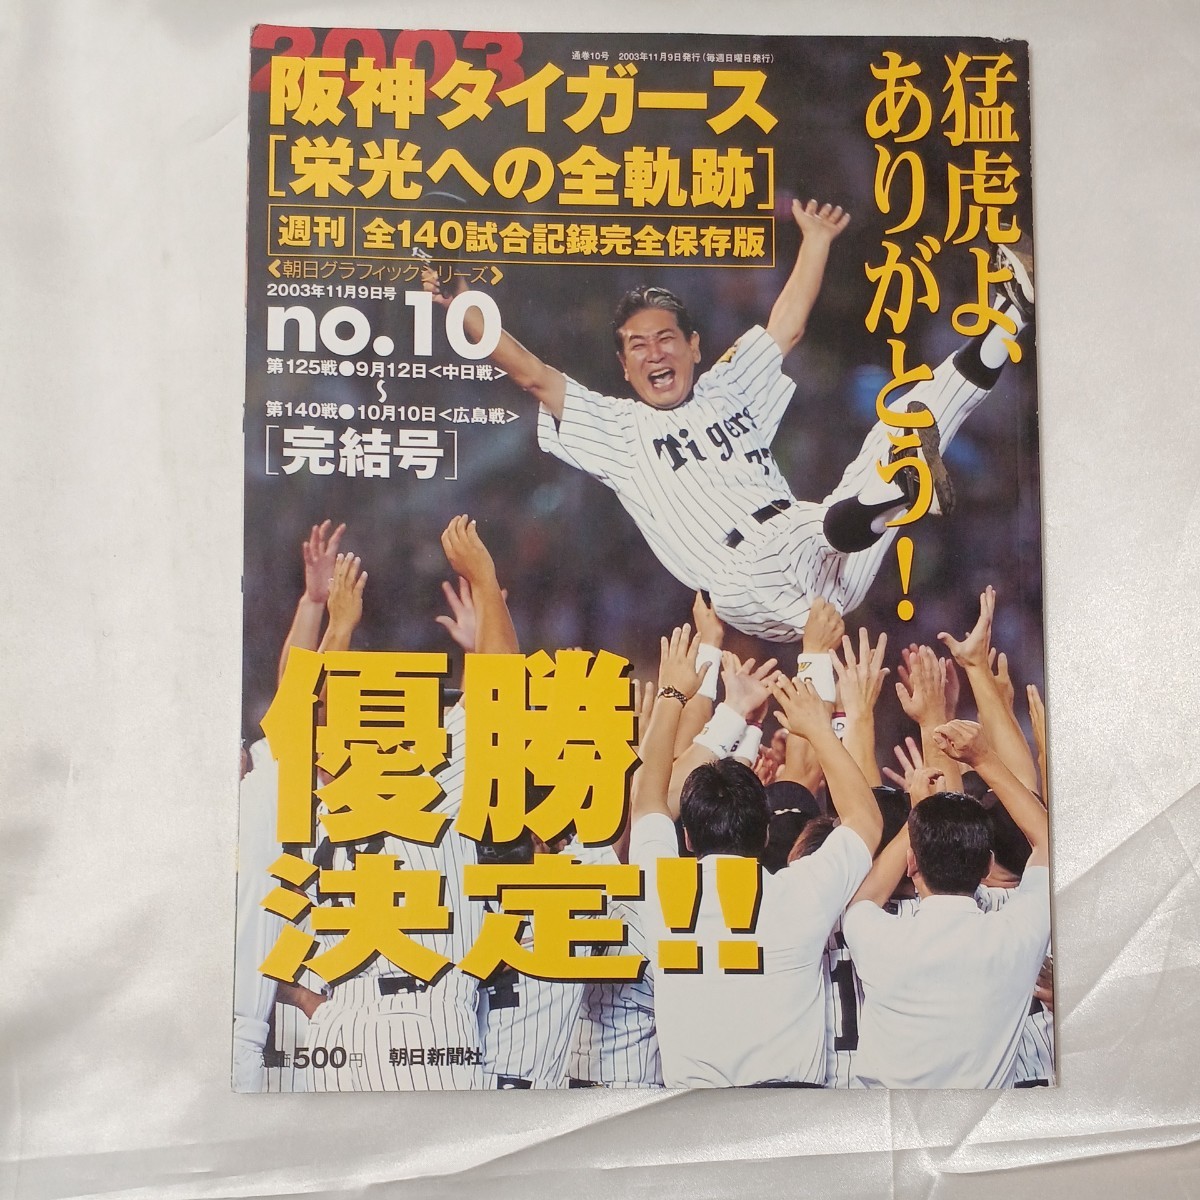 2003
通巻10号 2003年11月9日発行(毎週日曜日発行)
阪神タイガース
[栄光への全軌跡]
週刊 全140試合記録完全保存版
<朝日グラフィックシリーズ>
2003年11月9日号
no.10
第125戦●9月12日<中日戦>
〜
第140戦●10月10日<広島戦>
[完結号]
猛虎よ、
ありがとう!
Tigers
77
優勝
決定!!
定価500円 朝日新聞社